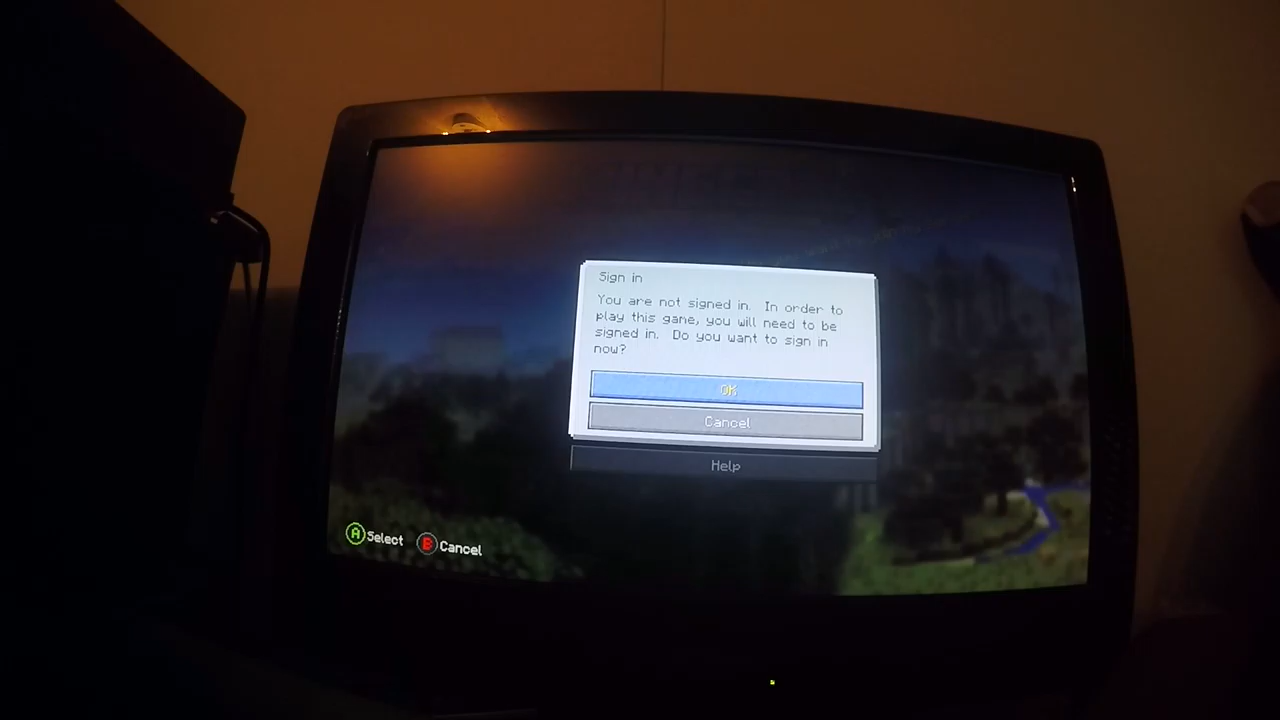 Sign in
You are not signed in. In order to
play this game, you will need to be
signed in. Do you want to sign in
now?
OK
Cancel
Help
A Select B Cancel